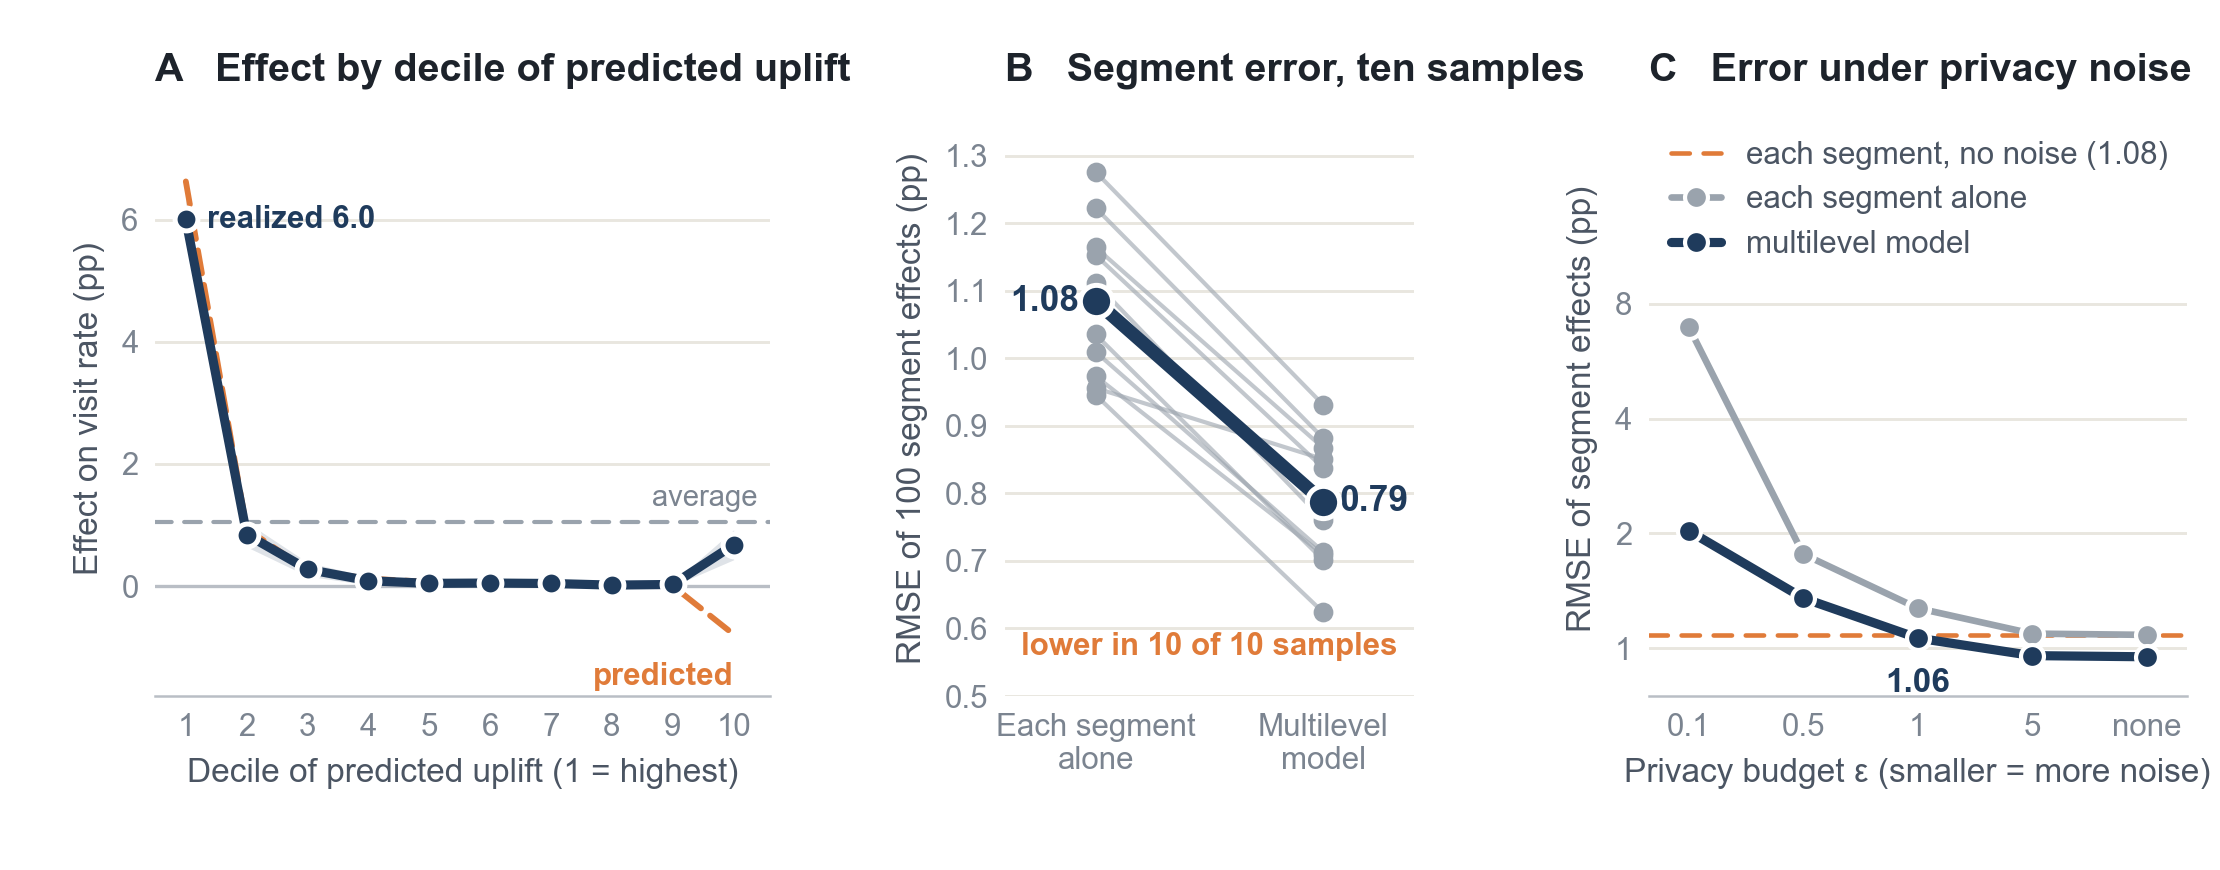 A Effect by decile of predicted uplift
Effect on visit rate (pp)
6
4
2
0
realized 6.0
average
predicted
1 2 3 4 5 6 7 8 9 10
Decile of predicted uplift (1 = highest)
B Segment error, ten samples
RMSE of 100 segment effects (pp)
1.3
1.2
1.1
1.0
0.9
0.8
0.7
0.6
0.5
1.08
0.79
lower in 10 of 10 samples
Each segment
alone
Multilevel
model
C Error under privacy noise
each segment, no noise (1.08)
each segment alone
multilevel model
RMSE of segment effects (pp)
8
4
2
1
1.06
0.1 0.5 1 5 none
Privacy budget ε (smaller = more noise)